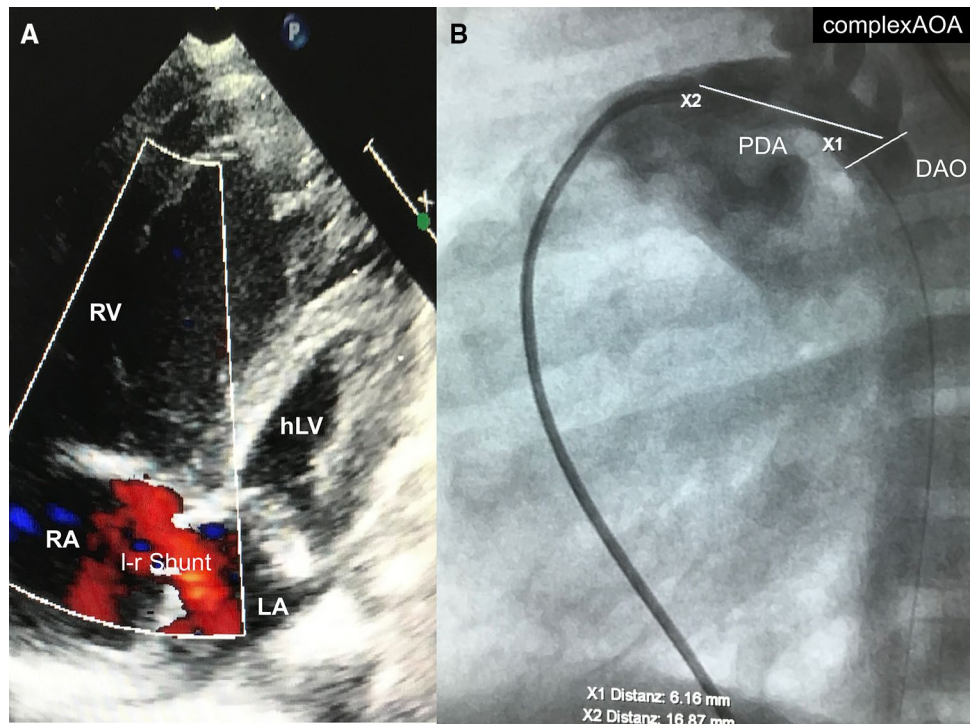 A
P
RV
hLV
RA
l-r Shunt
LA
x
B
complexAOA
X2
PDA
X1
DAO
X1 Distanz: 6.16 mm
X2 Distanz: 16.87 mm